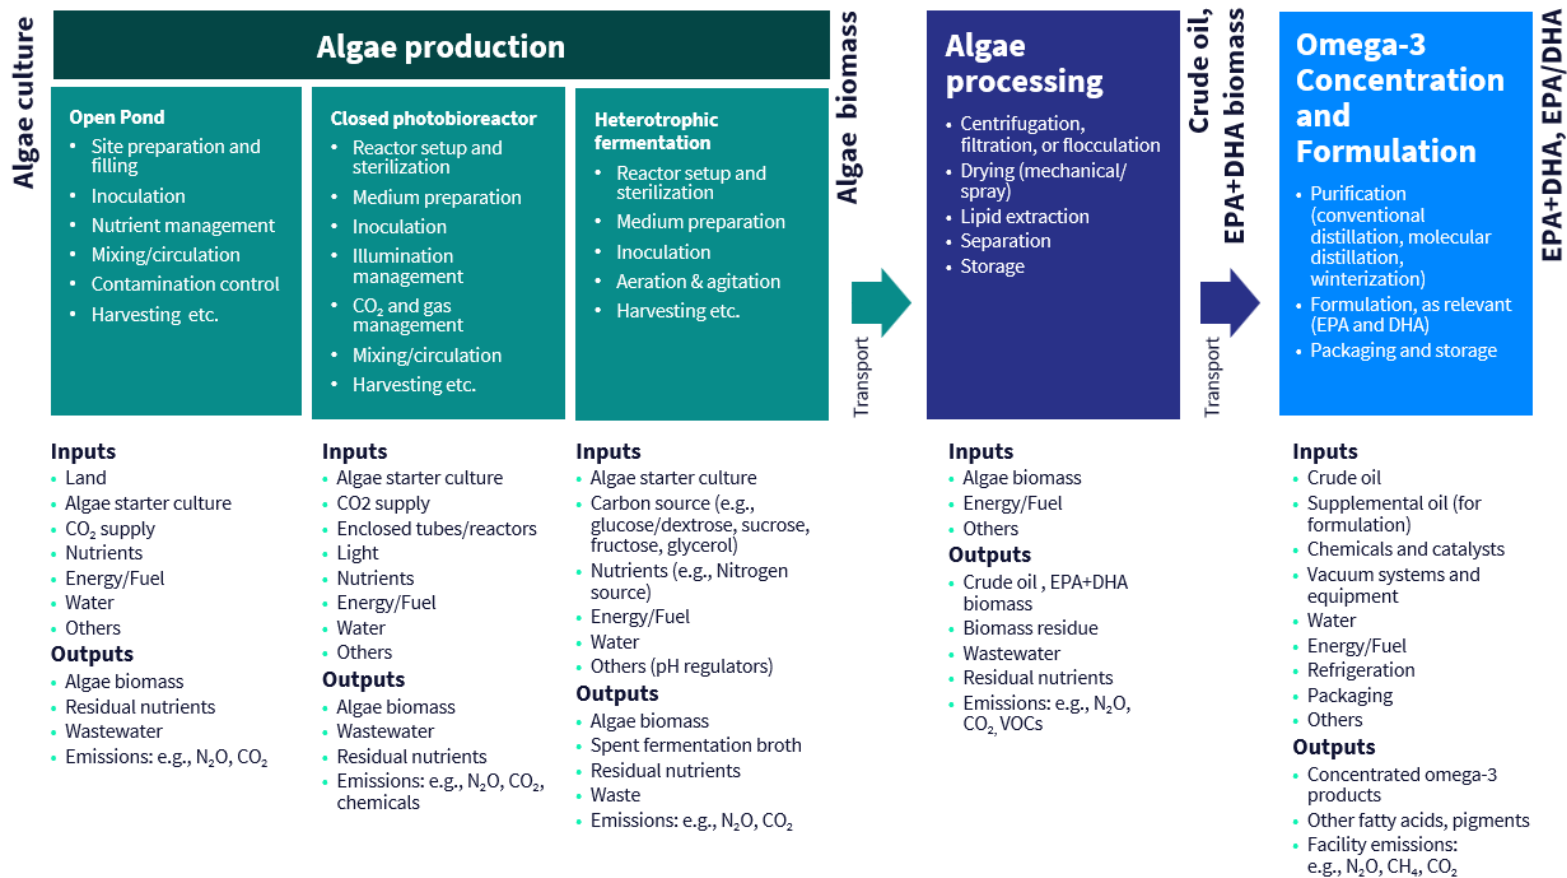 Algae culture
Algae production
Open Pond
• Site preparation and
filling
• Inoculation
• Nutrient management
• Mixing/circulation
• Contamination control
• Harvesting etc.
Closed photobioreactor
• Reactor setup and
sterilization
• Medium preparation
• Inoculation
• Illumination
management
• CO₂ and gas
management
• Mixing/circulation
• Harvesting etc.
Heterotrophic
fermentation
• Reactor setup and
sterilization
• Medium preparation
• Inoculation
• Aeration & agitation
• Harvesting etc.
Algae biomass
Transport
Algae
processing
• Centrifugation,
filtration, or flocculation
• Drying (mechanical/
spray)
• Lipid extraction
• Separation
• Storage
Crude oil,
EPA+DHA biomass
Transport
Omega-3
Concentration
and
Formulation
• Purification
(conventional
distillation, molecular
distillation,
winterization)
• Formulation, as relevant
(EPA and DHA)
• Packaging and storage
EPA+DHA, EPA/DHA
Inputs
• Land
• Algae starter culture
• CO₂ supply
• Nutrients
• Energy/Fuel
• Water
• Others
Outputs
• Algae biomass
• Residual nutrients
• Wastewater
• Emissions: e.g., N₂O, CO₂
Inputs
• Algae starter culture
• CO2 supply
• Enclosed tubes/reactors
• Light
• Nutrients
• Energy/Fuel
• Water
• Others
Outputs
• Algae biomass
• Wastewater
• Residual nutrients
• Emissions: e.g., N₂O, CO₂,
chemicals
Inputs
• Algae starter culture
• Carbon source (e.g.,
glucose/dextrose, sucrose,
fructose, glycerol)
• Nutrients (e.g., Nitrogen
source)
• Energy/Fuel
• Water
• Others (pH regulators)
Outputs
• Algae biomass
• Spent fermentation broth
• Residual nutrients
• Waste
• Emissions: e.g., N₂O, CO₂
Inputs
• Algae biomass
• Energy/Fuel
• Others
Outputs
• Crude oil , EPA+DHA
biomass
• Biomass residue
• Wastewater
• Residual nutrients
• Emissions: e.g., N₂O,
CO₂, VOCs
Inputs
• Crude oil
• Supplemental oil (for
formulation)
• Chemicals and catalysts
• Vacuum systems and
equipment
• Water
• Energy/Fuel
• Refrigeration
• Packaging
• Others
Outputs
• Concentrated omega-3
products
• Other fatty acids, pigments
• Facility emissions:
e.g., N₂O, CH₄, CO₂